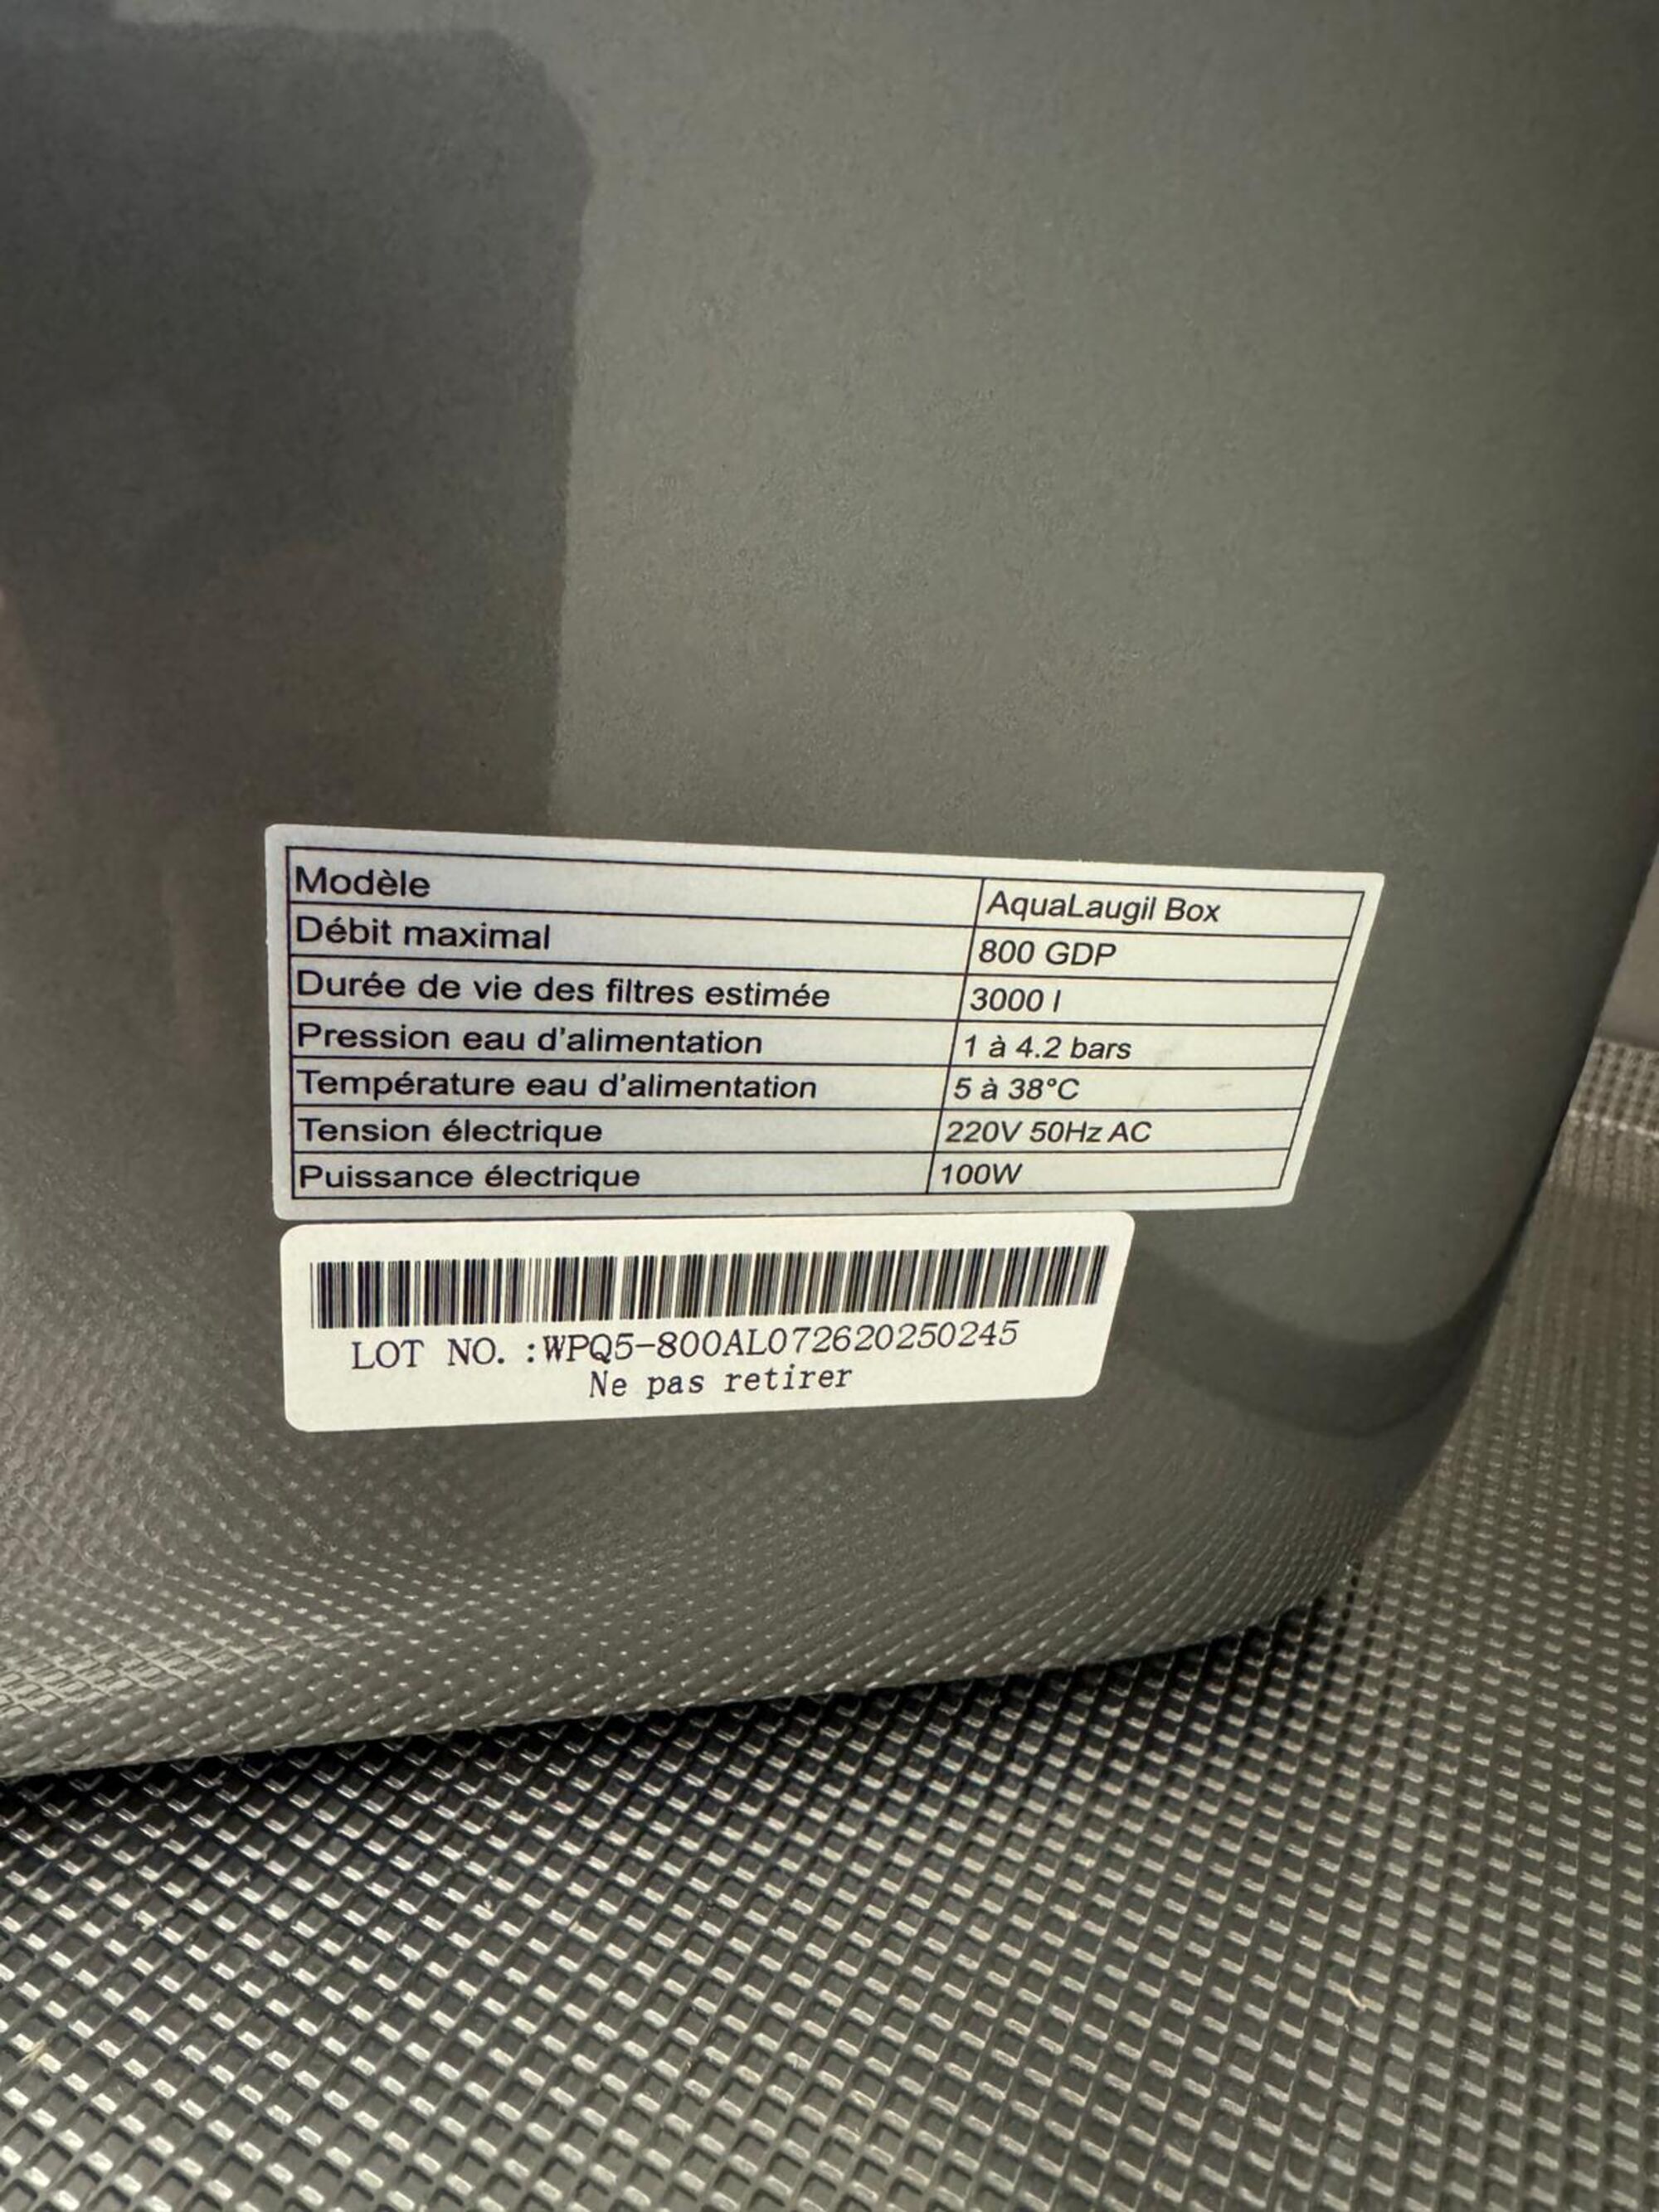 Modèle AquaLaugil Box
Débit maximal 800 GDP
Durée de vie des filtres estimée 3000 l
Pression eau d'alimentation 1 à 4.2 bars
Température eau d'alimentation 5 à 38°C
Tension électrique 220V 50Hz AC
Puissance électrique 100W
LOT NO. :WPQ5-800AL072620250245
Ne pas retirer